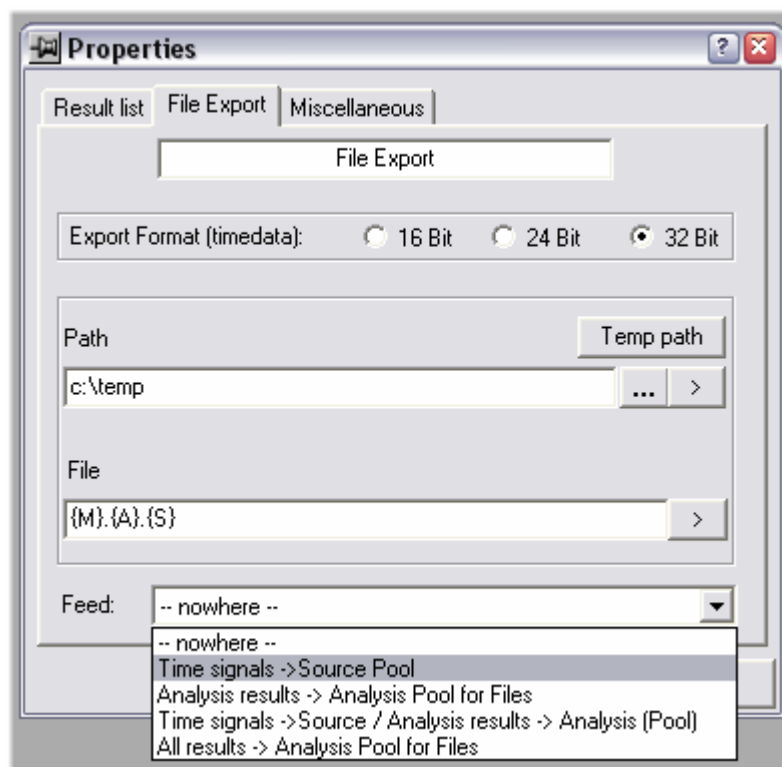 Properties
Result list File Export Miscellaneous
File Export
Export Format (timedata): 16 Bit 24 Bit 32 Bit
Path Temp path
c:\temp ... >
File
{M}.{A}.{S} >
Feed: -- nowhere --
-- nowhere --
Time signals ->Source Pool
Analysis results -> Analysis Pool for Files
Time signals ->Source / Analysis results -> Analysis (Pool)
All results -> Analysis Pool for Files